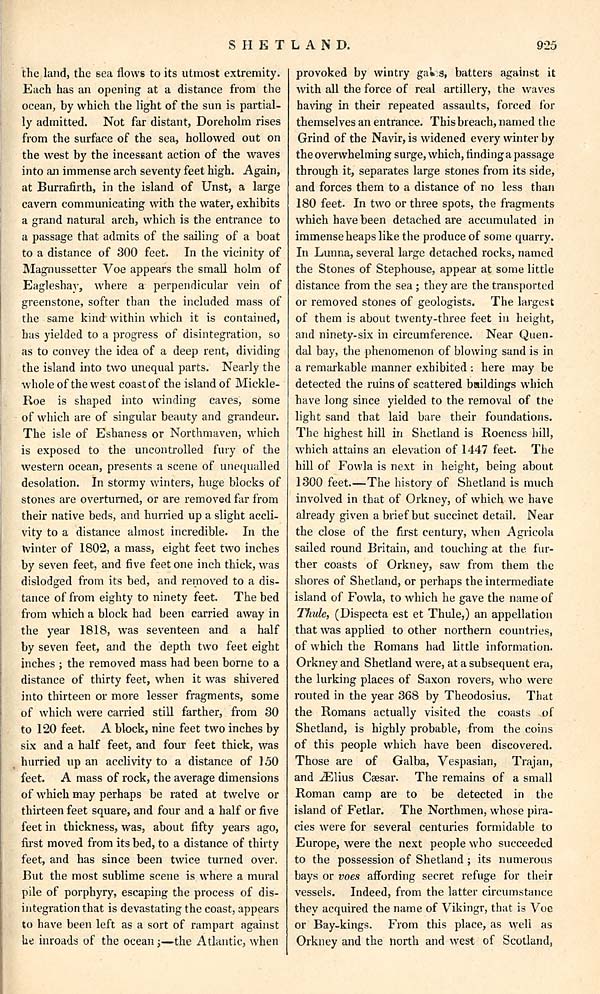 SHETLAND. 925
the land, the sea flows to its utmost extremity.
Each has an opening at a distance from the
ocean, by which the light of the sun is partial-
ly admitted. Not far distant, Doreholm rises
from the surface of the sea, hollowed out on
the west by the incessant action of the waves
into an immense arch seventy feet high. Again,
at Burrafirth, in the island of Unst, a large
cavern communicating with the water, exhibits
a grand natural arch, which is the entrance to
a passage that admits of the sailing of a boat
to a distance of 300 feet. In the vicinity of
Magnussetter Voe appears the small holm of
Eagleshay, where a perpendicular vein of
greenstone, softer than the included mass of
the same kind within which it is contained,
has yielded to a progress of disintegration, so
as to convey the idea of a deep rent, dividing
the island into two unequal parts. Nearly the
whole of the west coast of the island of Mickle-
Roe is shaped into winding caves, some
of which are of singular beauty and grandeur.
The isle of Eshaness or Northmaven, which
is exposed to the uncontrolled fury of the
western ocean, presents a scene of unequalled
desolation. In stormy winters, huge blocks of
stones are overturned, or are removed far from
their native beds, and hurried up a slight accli-
vity to a distance almost incredible. In the
winter of 1802, a mass, eight feet two inches
by seven feet, and five feet one inch thick, was
dislodged from its bed, and removed to a dis-
tance of from eighty to ninety feet. The bed
from which a block had been carried away in
the year 1818, was seventeen and a half
by seven feet, and the depth two feet eight
inches; the removed mass had been borne to a
distance of thirty feet, when it was shivered
into thirteen or more lesser fragments, some
of which were carried still farther, from 30
to 120 feet. A block, nine feet two inches by
six and a half feet, and four feet thick, was
hurried up an acclivity to a distance of 150
feet. A mass of rock, the average dimensions
of which may perhaps be rated at twelve or
thirteen feet square, and four and a half or five
feet in thickness, was, about fifty years ago,
first moved from its bed, to a distance of thirty
feet, and has since been twice turned over.
But the most sublime scene is where a mural
pile of porphyry, escaping the process of dis-
integration that is devastating the coast, appears
to have been left as a sort of rampart against
he inroads of the ocean;—the Atlantic, when
provoked by wintry gales, batters against it
with all the force of real artillery, the waves
having in their repeated assaults, forced for
themselves an entrance. This breach, named the
Grind of the Navir, is widened every winter by
the overwhelming surge, which, finding a passage
through it, separates large stones from its side,
and forces them to a distance of no less than
180 feet. In two or three spots, the fragments
which have been detached are accumulated in
immense heaps like the produce of some quarry.
In Lunna, several large detached rocks, named
the Stones of Stephouse, appear at some little
distance from the sea; they are the transported
or removed stones of geologists. The largest
of them is about twenty-three feet in height,
and ninety-six in circumference. Near Quen-
dal bay, the phenomenon of blowing sand is in
a remarkable manner exhibited: here may be
detected the ruins of scattered buildings which
have long since yielded to the removal of the
light sand that laid bare their foundations.
The highest hill in Shetland is Roeness hill,
which attains an elevation of 1447 feet. The
hill of Fowla is next in height, being about
1300 feet.—The history of Shetland is much
involved in that of Orkney, of which we have
already given a brief but succinct detail. Near
the close of the first century, when Agricola
sailed round Britain, and touching at the fur-
ther coasts of Orkney, saw from them the
shores of Shetland, or perhaps the intermediate
island of Fowla, to which he gave the name of
Thule, (Dispecta est et Thule,) an appellation
that was applied to other northern countries,
of which the Romans had little information.
Orkney and Shetland were, at a subsequent era,
the lurking places of Saxon rovers, who were
routed in the year 368 by Theodosius. That
the Romans actually visited the coasts of
Shetland, is highly probable, from the coins
of this people which have been discovered.
Those are of Galba, Vespasian, Trajan,
and Ælius Cæsar. The remains of a small
Roman camp are to be detected in the
island of Fetlar. The Northmen, whose pira-
cies were for several centuries formidable to
Europe, were the next people who succeeded
to the possession of Shetland; its numerous
bays or voes affording secret refuge for their
vessels. Indeed, from the latter circumstance
they acquired the name of Vikingr, that is Voe
or Bay-kings. From this place, as well as
Orkney and the north and west of Scotland,